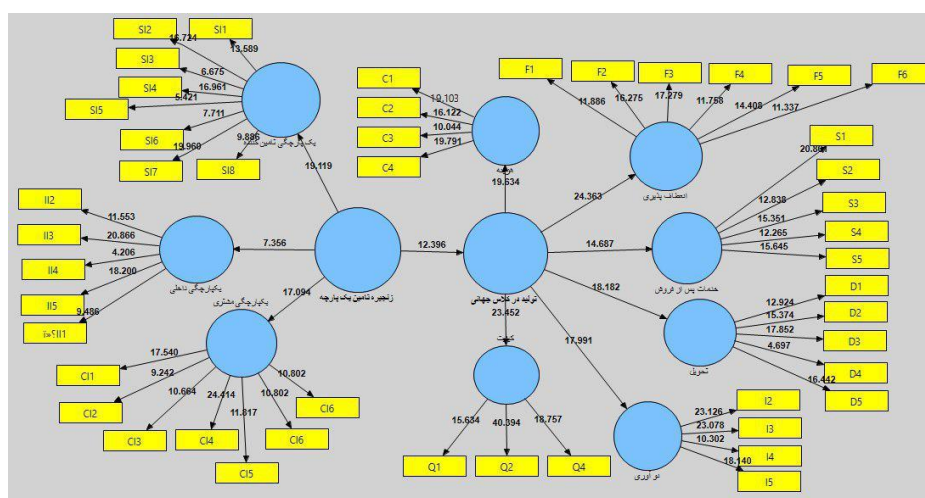 SI2
SI1
16.724
13.589
SI3
6.675
SI4
16.961
SI5
5.421
SI6
7.711
SI7
19.960
SI8
9.886
یک پارچگی تامین کننده
19.119
C1
19.103
C2
16.122
C3
10.044
C4
19.791
هزینه
19.634
F1
F2
F3
F4
F5
F6
11.886
16.275
17.279
11.758
14.408
11.337
انعطاف پذیری
24.363
S1
20.861
S2
12.838
S3
15.351
S4
12.265
S5
15.645
خدمات پس از فروش
14.687
II2
11.553
II3
20.866
II4
4.206
II5
18.200
9.486
یکپارچگی داخلی
7.356
زنجیره تامین یک پارچه
12.396
تولید در کلاس جهانی
یکپارچگی مشتری
17.094
CI1
17.540
CI2
9.242
CI3
10.664
CI4
24.414
CI5
11.817
CI6
10.802
CI6
10.802
23.452
کیفیت
Q1
15.634
Q2
40.394
Q4
18.757
18.182
تحویل
D1
12.924
D2
15.374
D3
17.852
D4
4.697
D5
16.442
17.991
نو آوری
I2
23.126
I3
23.078
I4
10.302
I5
18.140